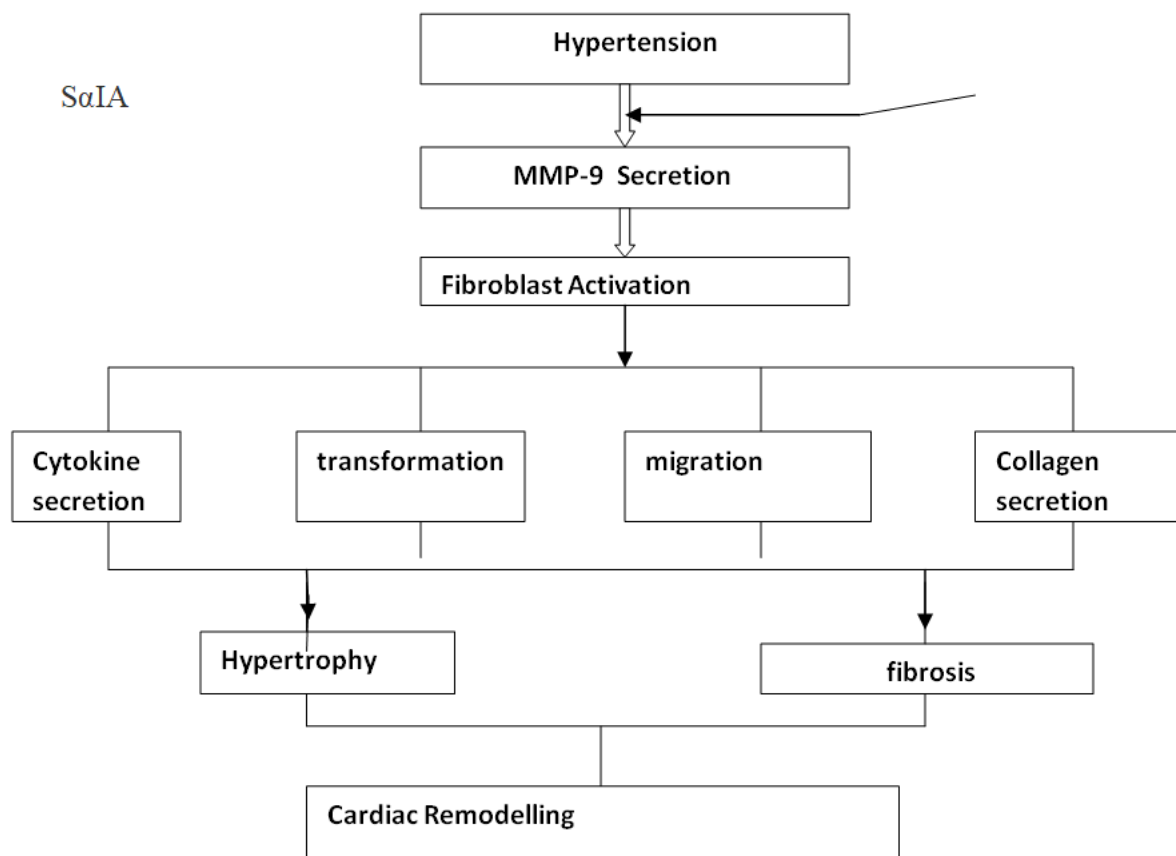 Hypertension
SαIA
MMP-9 Secretion
Fibroblast Activation
Cytokine
secretion
transformation
migration
Collagen
secretion
Hypertrophy
fibrosis
Cardiac Remodelling